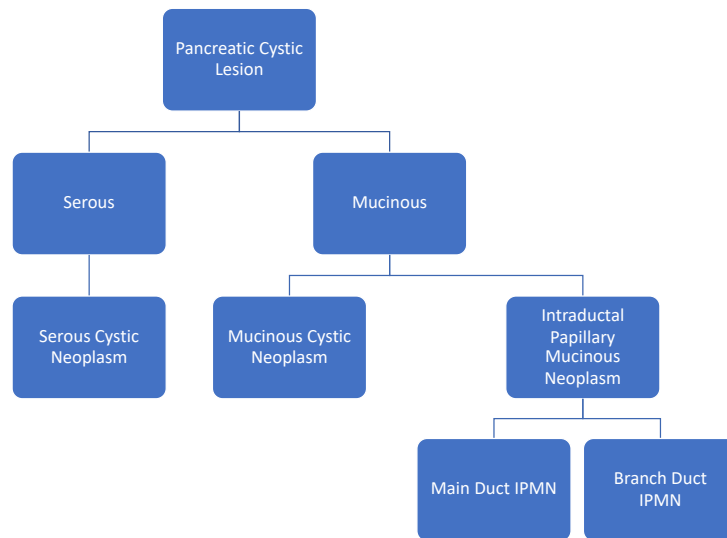 Pancreatic Cystic
Lesion
Serous
Mucinous
Serous Cystic
Neoplasm
Mucinous Cystic
Neoplasm
Intraductal
Papillary
Mucinous
Neoplasm
Main Duct IPMN
Branch Duct
IPMN